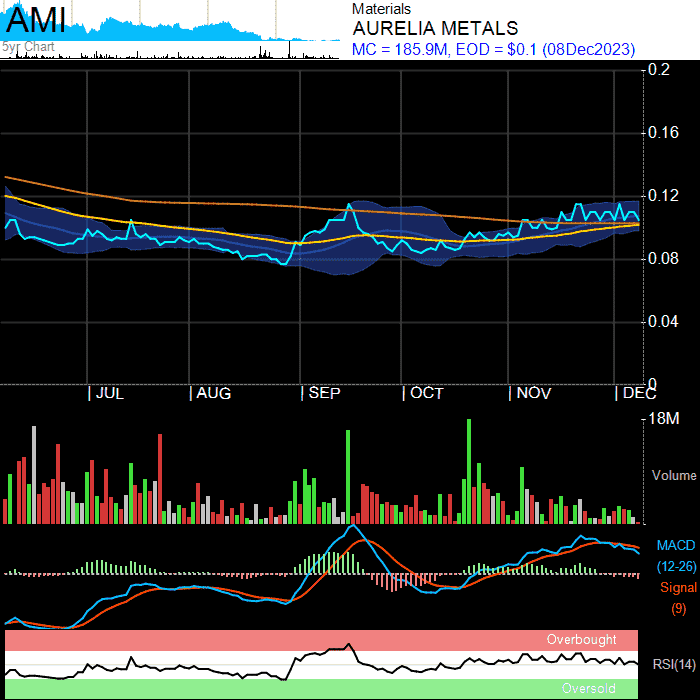 AMI
5yr Chart
Materials
AURELIA METALS
MC = 185.9M, EOD = $0.1 (08Dec2023)
0.2
0.16
0.12
0.08
0.04
0
| JUL | AUG | SEP | OCT | NOV | DEC
18M
Volume
MACD
(12-26)
Signal
(9)
Overbought
RSI(14)
Oversold